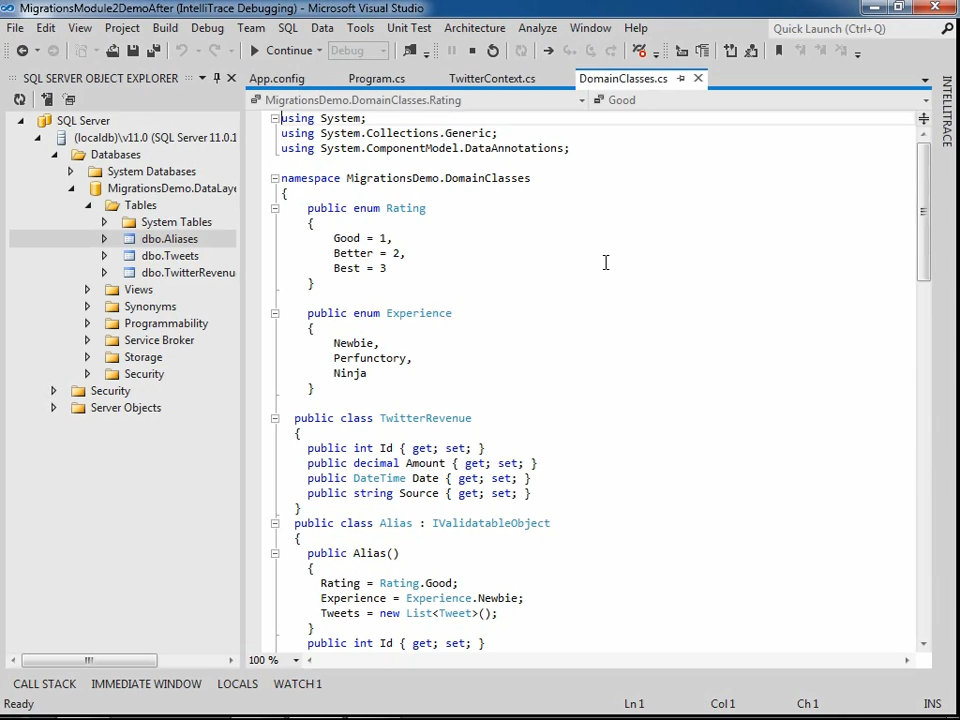 MigrationsModule2DemoAfter (IntelliTrace Debugging) - Microsoft Visual Studio
File Edit View Project Build Debug Team SQL Data Tools Unit Test Architecture Analyze Window Help
Quick Launch (Ctrl+Q)
Continue Debug
SQL SERVER OBJECT EXPLORER
App.config Program.cs TwitterContext.cs DomainClasses.cs
MigrationsDemo.DomainClasses.Rating Good
SQL Server
(localdb)\v11.0 (SQL Server 11.0.1
Databases
System Databases
MigrationsDemo.DataLaye
Tables
System Tables
dbo.Aliases
dbo.Tweets
dbo.TwitterRevenu
Views
Synonyms
Programmability
Service Broker
Storage
Security
Security
Server Objects
using System;
using System.Collections.Generic;
using System.ComponentModel.DataAnnotations;
namespace MigrationsDemo.DomainClasses
{
public enum Rating
{
Good = 1,
Better = 2,
Best = 3
}
public enum Experience
{
Newbie,
Perfunctory,
Ninja
}
public class TwitterRevenue
{
public int Id { get; set; }
public decimal Amount { get; set; }
public DateTime Date { get; set; }
public string Source { get; set; }
}
public class Alias : IValidatableObject
{
public Alias()
{
Rating = Rating.Good;
Experience = Experience.Newbie;
Tweets = new List<Tweet>();
}
public int Id { get; set; }
100 %
INTELLITRACE
CALL STACK IMMEDIATE WINDOW LOCALS WATCH 1
Ready Ln 1 Col 1 Ch 1 INS